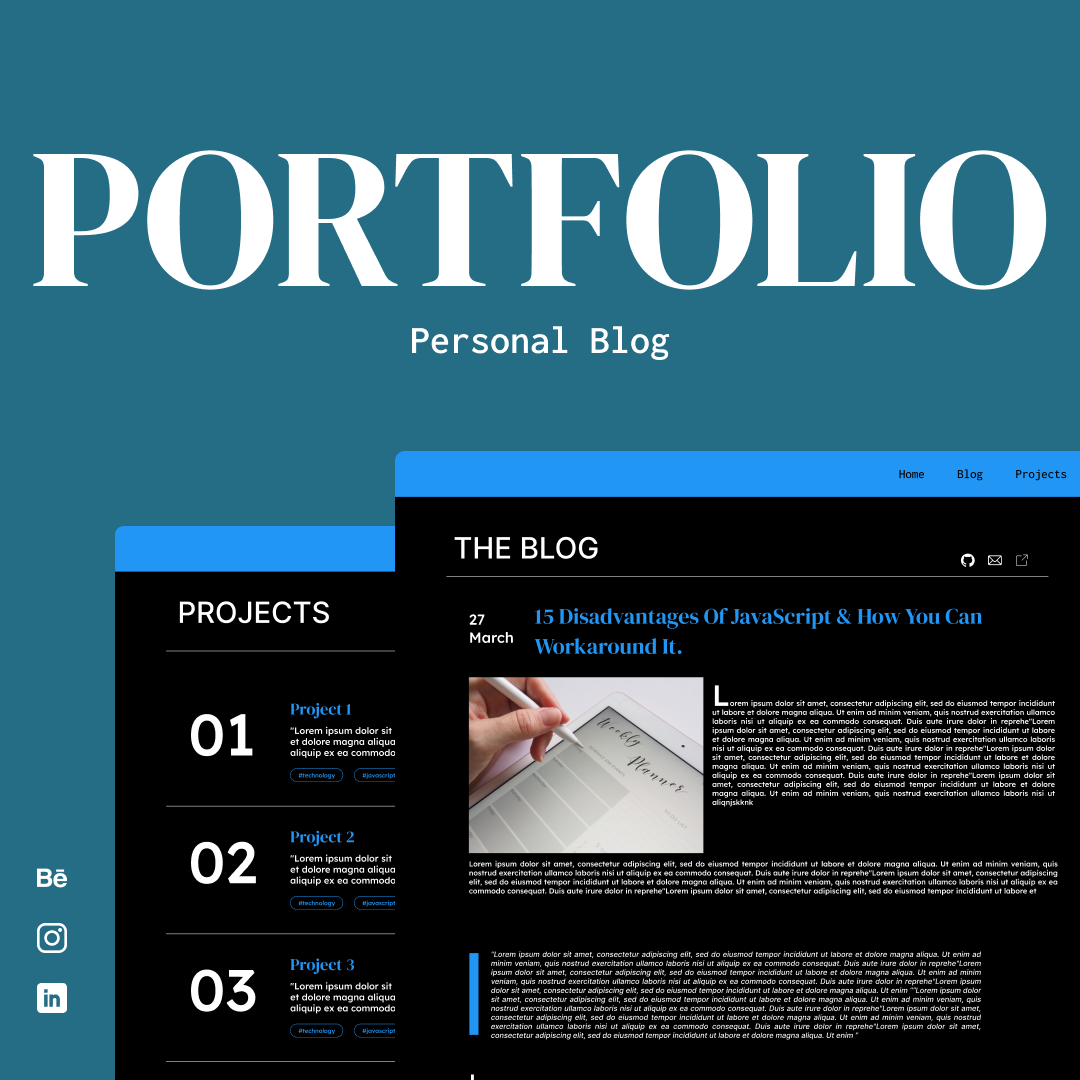 PORTFOLIO
Personal Blog
Home Blog Projects
THE BLOG
27
March
15 Disadvantages Of JavaScript & How You Can
Workaround It.
Weekly
Planner
Lorem ipsum dolor sit amet, consectetur adipiscing elit, sed do eiusmod tempor incididunt
ut labore et dolore magna aliqua. Ut enim ad minim veniam, quis nostrud exercitation ullamco
laboris nisi ut aliquip ex ea commodo consequat. Duis aute irure dolor in reprehe"Lorem
ipsum dolor sit amet, consectetur adipiscing elit, sed do eiusmod tempor incididunt ut labore
et dolore magna aliqua. Ut enim ad minim veniam, quis nostrud exercitation ullamco laboris
nisi ut aliquip ex ea commodo consequat. Duis aute irure dolor in reprehe"Lorem ipsum dolor
sit amet, consectetur adipiscing elit, sed do eiusmod tempor incididunt ut labore et dolore
magna aliqua. Ut enim ad minim veniam, quis nostrud exercitation ullamco laboris nisi ut
aliquip ex ea commodo consequat. Duis aute irure dolor in reprehe"Lorem ipsum dolor sit
amet, consectetur adipiscing elit, sed do eiusmod tempor incididunt ut labore et dolore
magna aliqua. Ut enim ad minim veniam, quis nostrud exercitation ullamco laboris nisi ut
aliqnjskknk
Lorem ipsum dolor sit amet, consectetur adipiscing elit, sed do eiusmod tempor incididunt ut labore et dolore magna aliqua. Ut enim ad minim veniam, quis
nostrud exercitation ullamco laboris nisi ut aliquip ex ea commodo consequat. Duis aute irure dolor in reprehe"Lorem ipsum dolor sit amet, consectetur adipiscing
elit, sed do eiusmod tempor incididunt ut labore et dolore magna aliqua. Ut enim ad minim veniam, quis nostrud exercitation ullamco laboris nisi ut aliquip ex ea
commodo consequat. Duis aute irure dolor in reprehe"Lorem ipsum dolor sit amet, consectetur adipiscing elit, sed do eiusmod tempor incididunt ut labore et
"Lorem ipsum dolor sit amet, consectetur adipiscing elit, sed do eiusmod tempor incididunt ut labore et dolore magna aliqua. Ut enim ad
minim veniam, quis nostrud exercitation ullamco laboris nisi ut aliquip ex ea commodo consequat. Duis aute irure dolor in reprehe"Lorem
ipsum dolor sit amet, consectetur adipiscing elit, sed do eiusmod tempor incididunt ut labore et dolore magna aliqua. Ut enim ad minim
veniam, quis nostrud exercitation ullamco laboris nisi ut aliquip ex ea commodo consequat. Duis aute irure dolor in reprehe"Lorem ipsum
dolor sit amet, consectetur adipiscing elit, sed do eiusmod tempor incididunt ut labore et dolore magna aliqua. Ut enim ""Lorem ipsum dolor
sit amet, consectetur adipiscing elit, sed do eiusmod tempor incididunt ut labore et dolore magna aliqua. Ut enim ad minim veniam, quis
nostrud exercitation ullamco laboris nisi ut aliquip ex ea commodo consequat. Duis aute irure dolor in reprehe"Lorem ipsum dolor sit amet,
consectetur adipiscing elit, sed do eiusmod tempor incididunt ut labore et dolore magna aliqua. Ut enim ad minim veniam, quis nostrud
exercitation ullamco laboris nisi ut aliquip ex ea commodo consequat. Duis aute irure dolor in reprehe"Lorem ipsum dolor sit amet,
consectetur adipiscing elit, sed do eiusmod tempor incididunt ut labore et dolore magna aliqua. Ut enim "
PROJECTS
01
Project 1
"Lorem ipsum dolor sit
et dolore magna aliqua
aliquip ex ea commodo
#technology #javascript
02
Project 2
"Lorem ipsum dolor sit
et dolore magna aliqua
aliquip ex ea commodo
#technology #javascript
03
Project 3
"Lorem ipsum dolor sit
et dolore magna aliqua
aliquip ex ea commodo
#technology #javascript
Bē
in